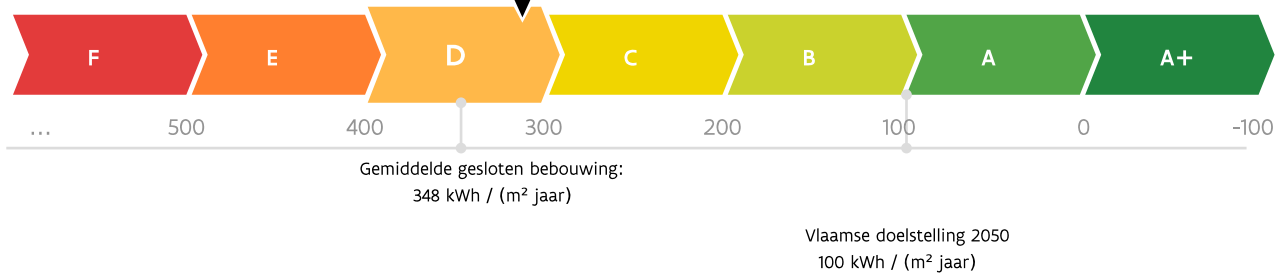 F E D C B A A+
... 500 400 300 200 100 0 -100
Gemiddelde gesloten bebouwing:
348 kWh / (m² jaar)
Vlaamse doelstelling 2050
100 kWh / (m² jaar)